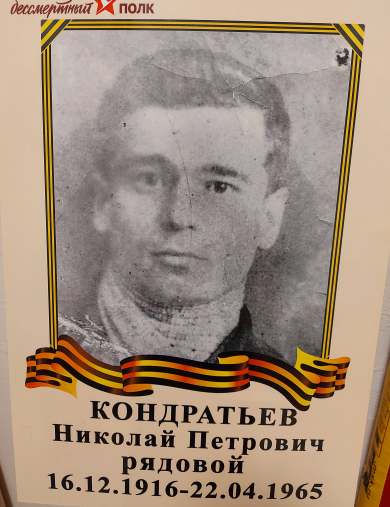 бессмертный полк
КОНДРАТЬЕВ
Николай Петрович
рядовой
16.12.1916-22.04.1965